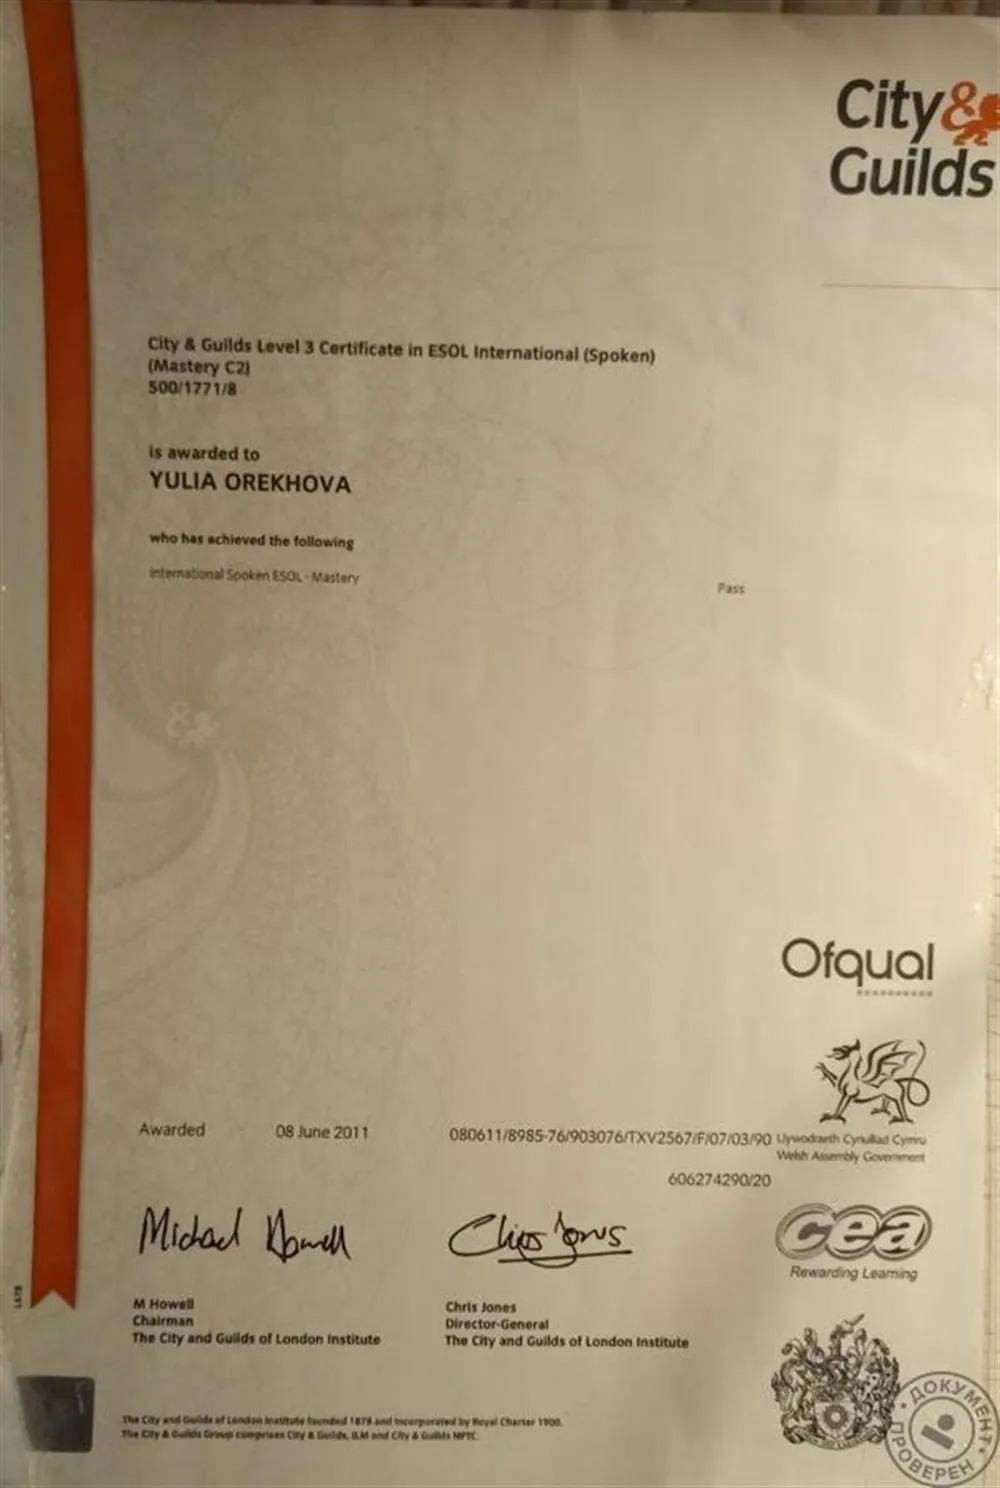 City&
Guilds
City & Guilds Level 3 Certificate in ESOL International (Spoken)
(Mastery C2)
500/1771/8
is awarded to
YULIA OREKHOVA
who has achieved the following
International Spoken ESOL - Mastery
Pass
Ofqual
Awarded 08 June 2011 080611/8985-76/903076/TXV2567/F/07/03/90
Llywodraeth Cynulliad Cymru
Welsh Assembly Government
606274290/20
Michael Howell
Chris Jones
cea
Rewarding Learning
M Howell
Chairman
The City and Guilds of London Institute
Chris Jones
Director-General
The City and Guilds of London Institute
The City and Guilds of London Institute founded 1878 and Incorporated by Royal Charter 1900.
The City & Guilds Group comprises City & Guilds, ILM and City & Guilds NPTC.
ДОКУМЕНТ
ПРОВЕРЕН